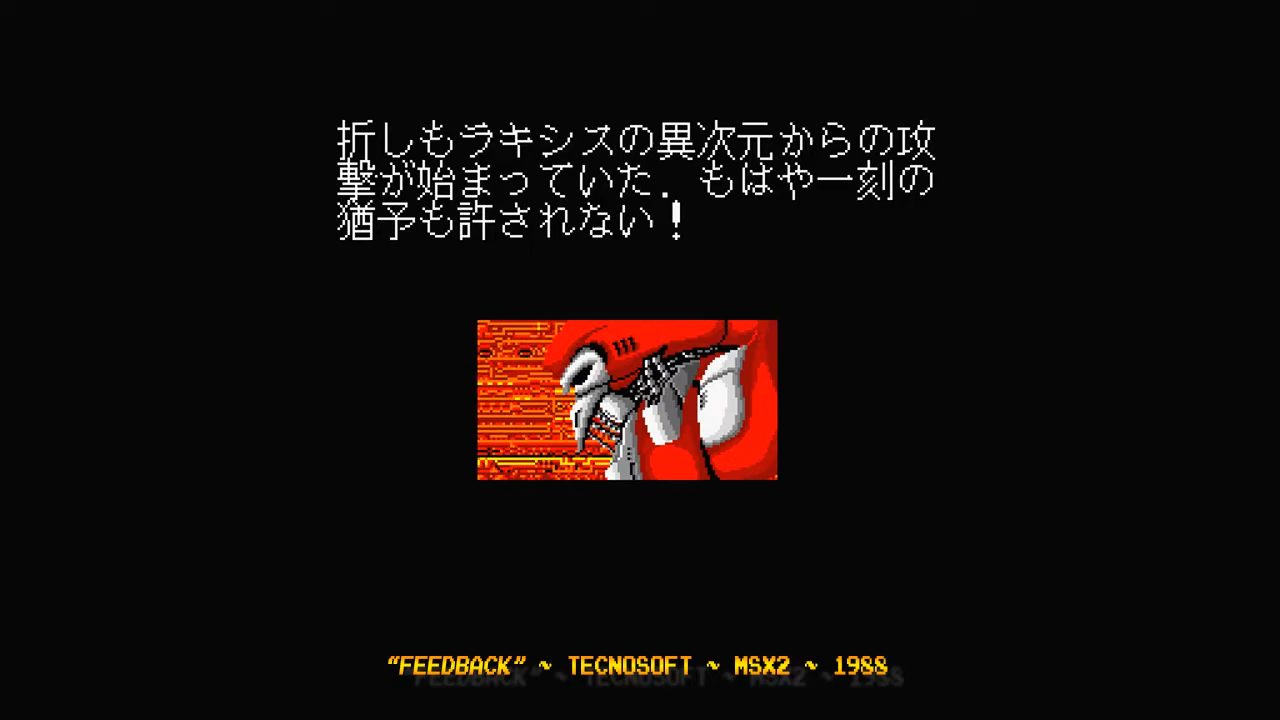 折しもラキシスの異次元からの攻
撃が始まっていた．もはや一刻の
猶予も許されない！
"FEEDBACK" ~ TECNOSOFT ~ MSX2 ~ 1988